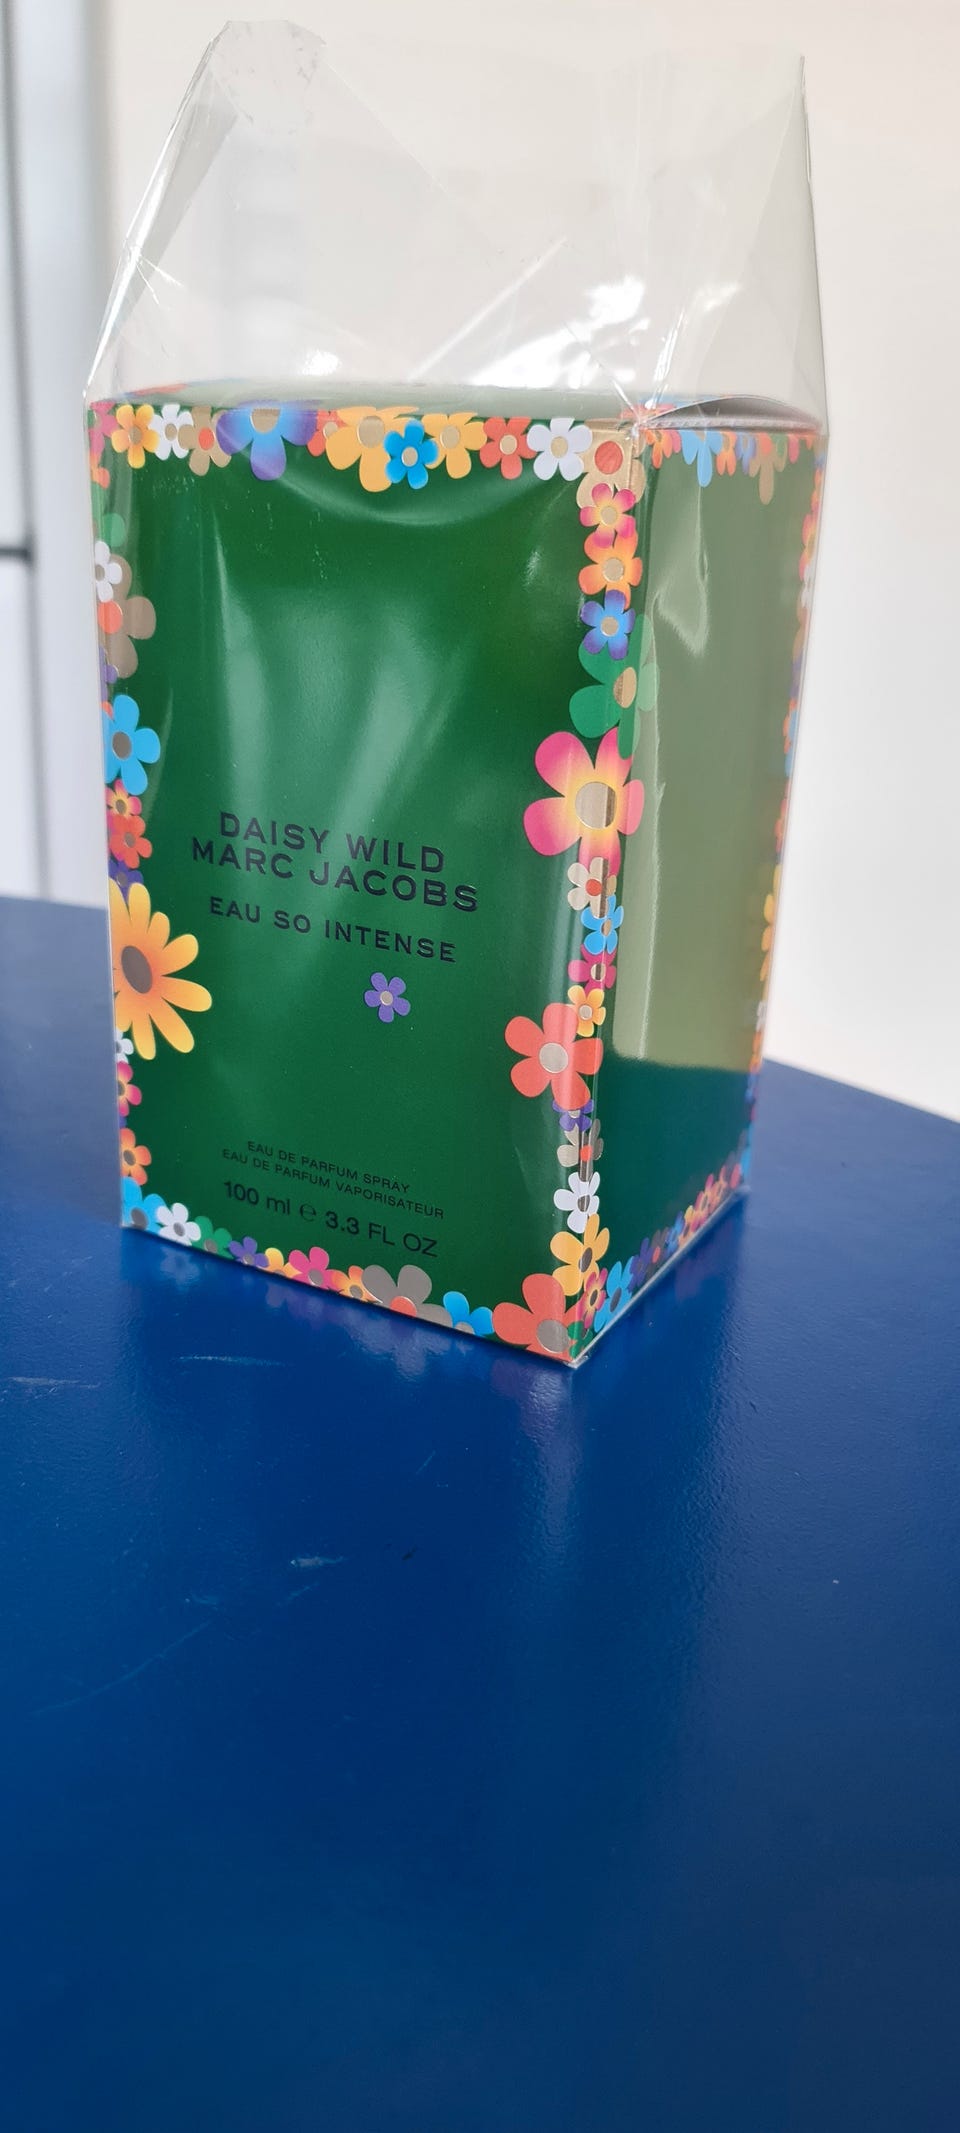 DAISY WILD
MARC JACOBS
EAU SO INTENSE
EAU DE PARFUM SPRAY
EAU DE PARFUM VAPORISATEUR
100 ml ℮ 3.3 FL OZ